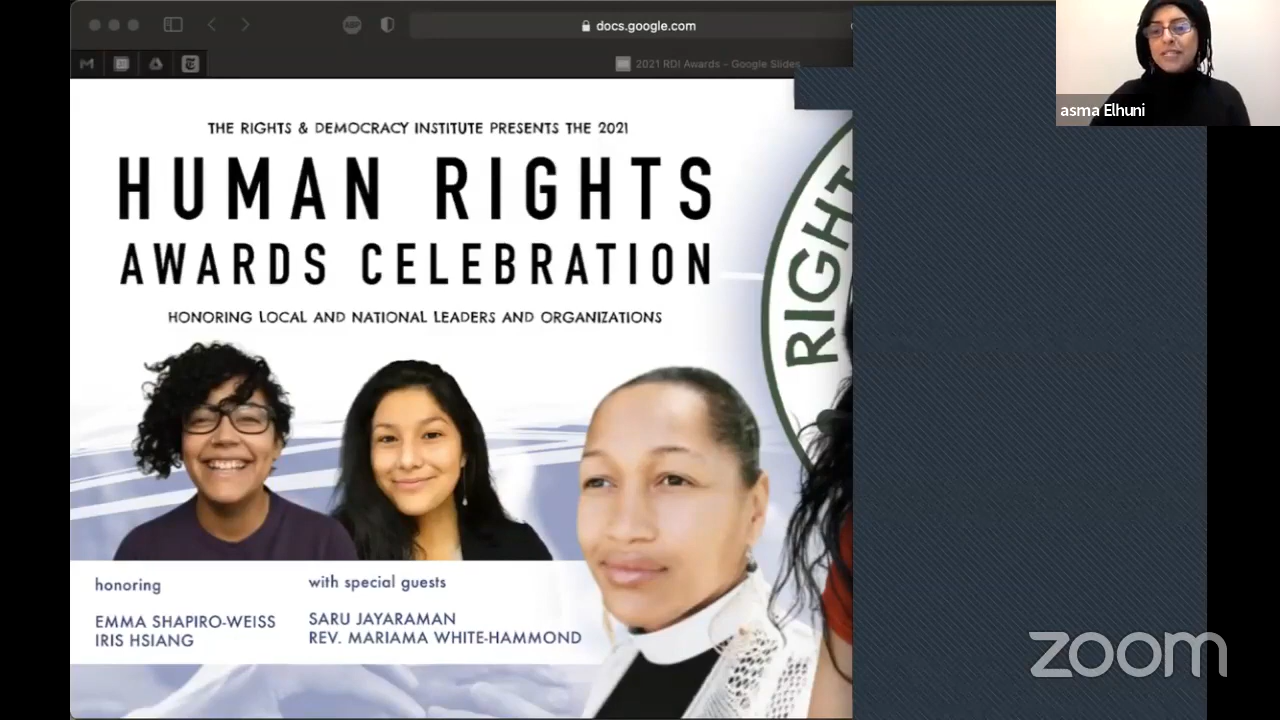 docs.google.com
2021 RDI Awards - Google Slides
asma Elhuni
THE RIGHTS & DEMOCRACY INSTITUTE PRESENTS THE 2021
HUMAN RIGHTS
AWARDS CELEBRATION
HONORING LOCAL AND NATIONAL LEADERS AND ORGANIZATIONS
RIGHT
honoring
EMMA SHAPIRO-WEISS
IRIS HSIANG
with special guests
SARU JAYARAMAN
REV. MARIAMA WHITE-HAMMOND
zoom